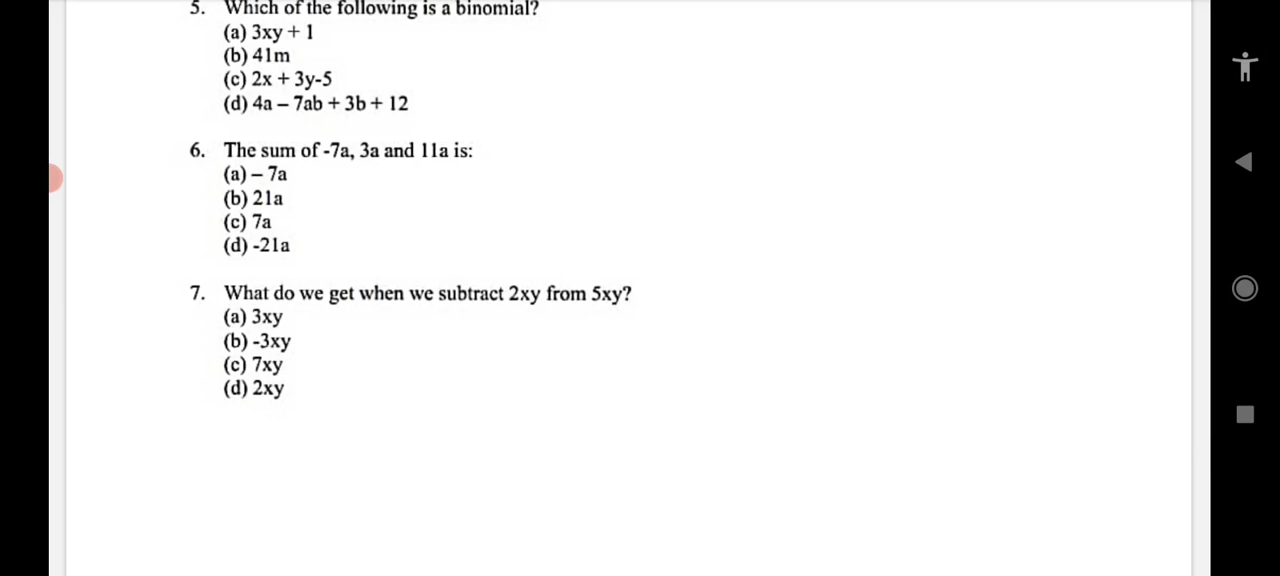 5. Which of the following is a binomial?
(a) 3xy + 1
(b) 41m
(c) 2x + 3y-5
(d) 4a – 7ab + 3b + 12
6. The sum of -7a, 3a and 11a is:
(a) – 7a
(b) 21a
(c) 7a
(d) -21a
7. What do we get when we subtract 2xy from 5xy?
(a) 3xy
(b) -3xy
(c) 7xy
(d) 2xy